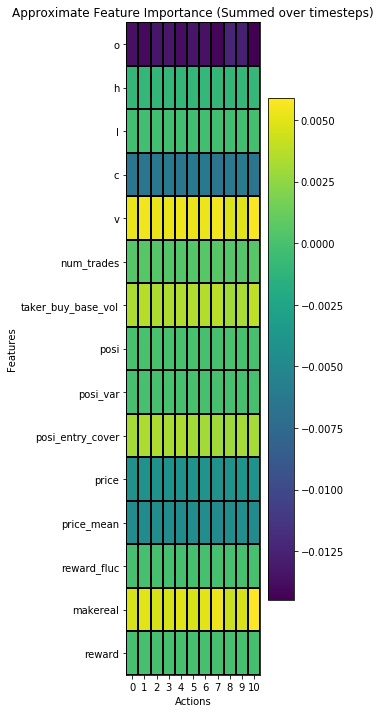 Approximate Feature Importance (Summed over timesteps)
o
h
l
c
v
num_trades
taker_buy_base_vol
posi
posi_var
posi_entry_cover
price
price_mean
reward_fluc
makereal
reward
Features
0 1 2 3 4 5 6 7 8 9 10
Actions
0.0050
0.0025
0.0000
−0.0025
−0.0050
−0.0075
−0.0100
−0.0125